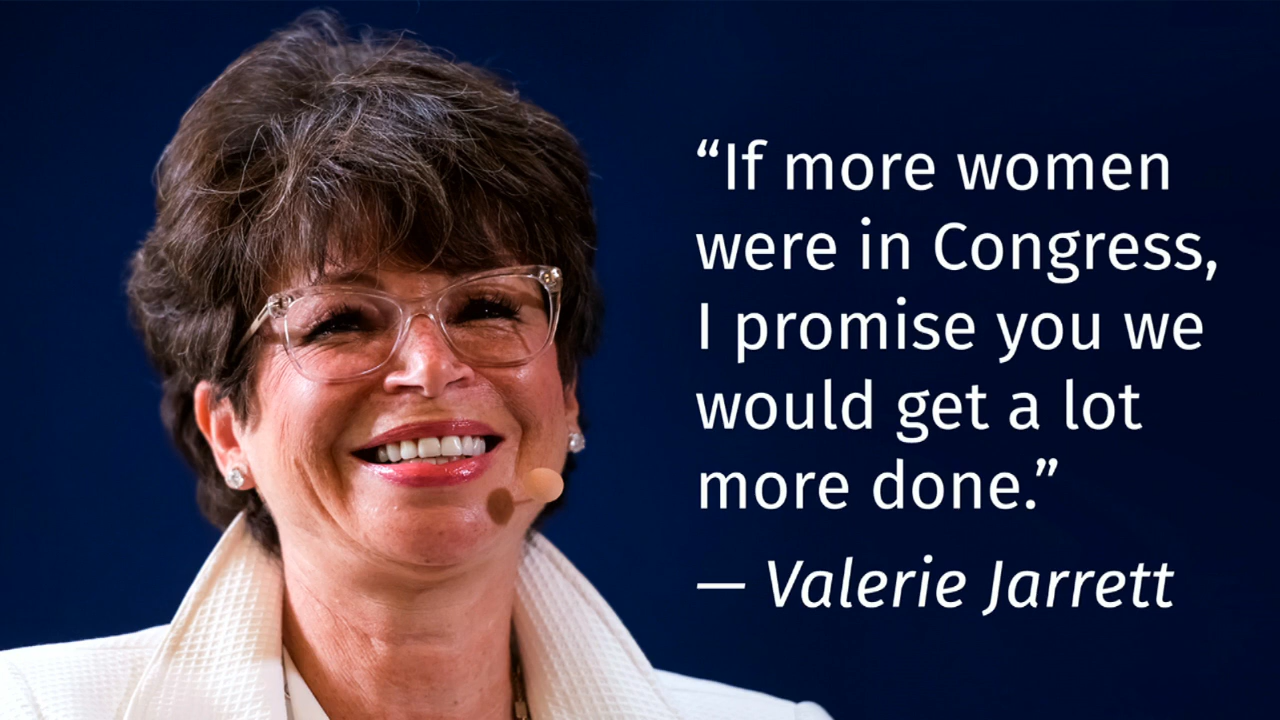 “If more women
were in Congress,
I promise you we
would get a lot
more done.”
— Valerie Jarrett